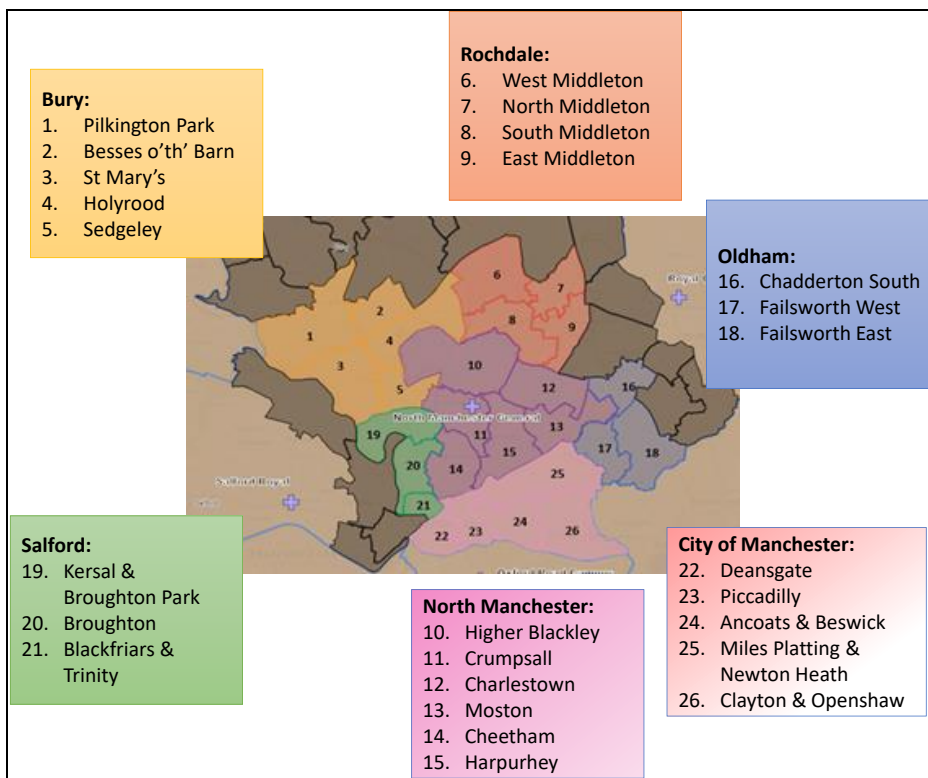 Rochdale:
6. West Middleton
7. North Middleton
8. South Middleton
9. East Middleton
Bury:
1. Pilkington Park
2. Besses o’th’ Barn
3. St Mary’s
4. Holyrood
5. Sedgeley
Oldham:
16. Chadderton South
17. Failsworth West
18. Failsworth East
Royal
6
7
2
1
8
9
4
3
10
5
12
16
North Manchester General
19
11
13
15
17
18
20
14
25
Salford Royal
21
22
23
24
26
Salford:
19. Kersal &
Broughton Park
20. Broughton
21. Blackfriars &
Trinity
North Manchester:
10. Higher Blackley
11. Crumpsall
12. Charlestown
13. Moston
14. Cheetham
15. Harpurhey
City of Manchester:
22. Deansgate
23. Piccadilly
24. Ancoats & Beswick
25. Miles Platting &
Newton Heath
26. Clayton & Openshaw